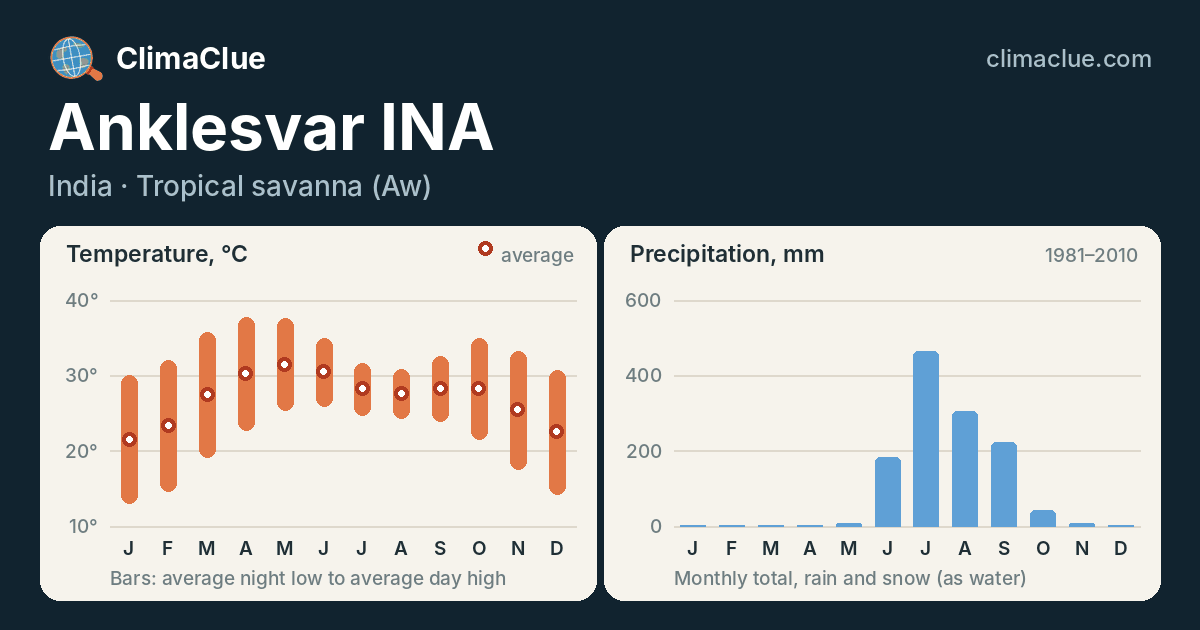 ClimaClue
climaclue.com
Anklesvar INA
India · Tropical savanna (Aw)
Temperature, °C
average
40°
30°
20°
10°
J F M A M J J A S O N D
Bars: average night low to average day high
Precipitation, mm
1981–2010
600
400
200
0
J F M A M J J A S O N D
Monthly total, rain and snow (as water)